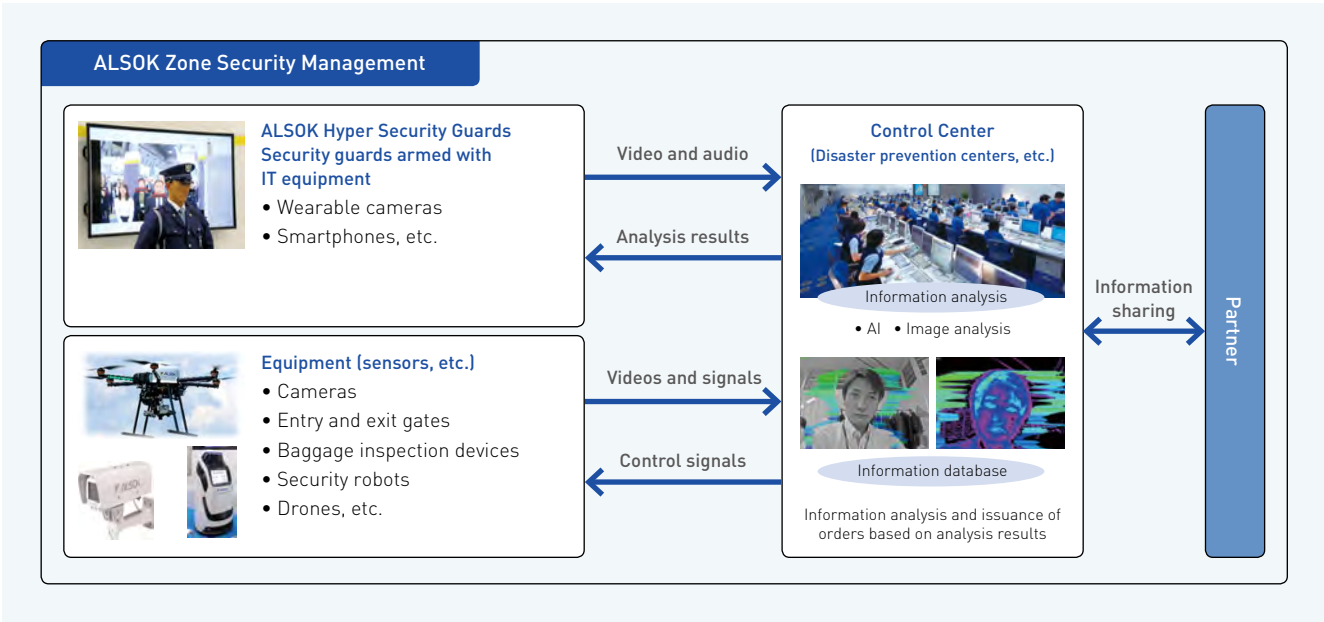 ALSOK Zone Security Management
ALSOK Hyper Security Guards
Security guards armed with
IT equipment
• Wearable cameras
• Smartphones, etc.
Video and audio
Analysis results
Equipment (sensors, etc.)
• Cameras
• Entry and exit gates
• Baggage inspection devices
• Security robots
• Drones, etc.
ALSOK
Videos and signals
Control signals
Control Center
(Disaster prevention centers, etc.)
Information analysis
• AI • Image analysis
Information database
Information analysis and issuance of
orders based on analysis results
Information
sharing
Partner